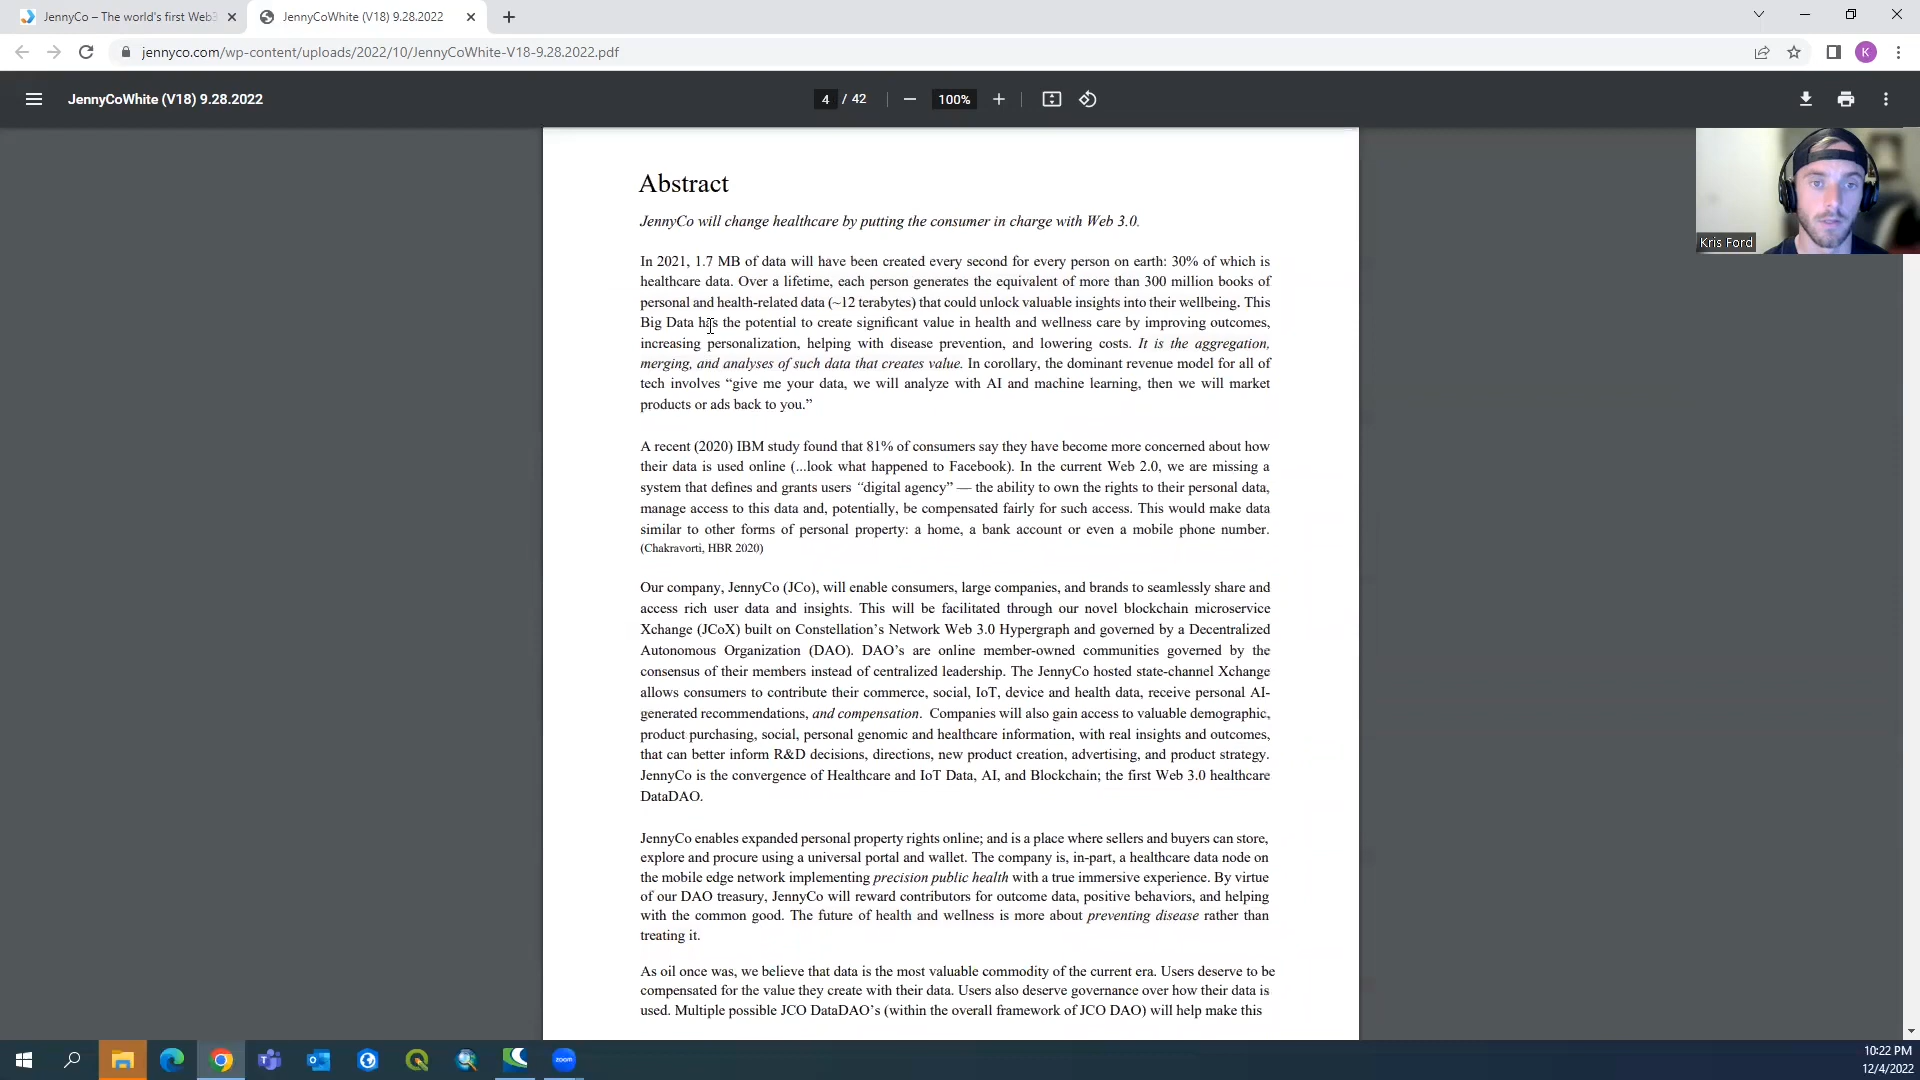 JennyCo – The world's first Web3
JennyCoWhite (V18) 9.28.2022
jennyco.com/wp-content/uploads/2022/10/JennyCoWhite-V18-9.28.2022.pdf
K
JennyCoWhite (V18) 9.28.2022
4 / 42
100%
Kris Ford
Abstract
JennyCo will change healthcare by putting the consumer in charge with Web 3.0.
In 2021, 1.7 MB of data will have been created every second for every person on earth: 30% of which is
healthcare data. Over a lifetime, each person generates the equivalent of more than 300 million books of
personal and health-related data (~12 terabytes) that could unlock valuable insights into their wellbeing. This
Big Data has the potential to create significant value in health and wellness care by improving outcomes,
increasing personalization, helping with disease prevention, and lowering costs. It is the aggregation,
merging, and analyses of such data that creates value. In corollary, the dominant revenue model for all of
tech involves “give me your data, we will analyze with AI and machine learning, then we will market
products or ads back to you.”
A recent (2020) IBM study found that 81% of consumers say they have become more concerned about how
their data is used online (...look what happened to Facebook). In the current Web 2.0, we are missing a
system that defines and grants users “digital agency” — the ability to own the rights to their personal data,
manage access to this data and, potentially, be compensated fairly for such access. This would make data
similar to other forms of personal property: a home, a bank account or even a mobile phone number.
(Chakravorti, HBR 2020)
Our company, JennyCo (JCo), will enable consumers, large companies, and brands to seamlessly share and
access rich user data and insights. This will be facilitated through our novel blockchain microservice
Xchange (JCoX) built on Constellation’s Network Web 3.0 Hypergraph and governed by a Decentralized
Autonomous Organization (DAO). DAO’s are online member-owned communities governed by the
consensus of their members instead of centralized leadership. The JennyCo hosted state-channel Xchange
allows consumers to contribute their commerce, social, IoT, device and health data, receive personal AI-
generated recommendations, and compensation. Companies will also gain access to valuable demographic,
product purchasing, social, personal genomic and healthcare information, with real insights and outcomes,
that can better inform R&D decisions, directions, new product creation, advertising, and product strategy.
JennyCo is the convergence of Healthcare and IoT Data, AI, and Blockchain; the first Web 3.0 healthcare
DataDAO.
JennyCo enables expanded personal property rights online; and is a place where sellers and buyers can store,
explore and procure using a universal portal and wallet. The company is, in-part, a healthcare data node on
the mobile edge network implementing precision public health with a true immersive experience. By virtue
of our DAO treasury, JennyCo will reward contributors for outcome data, positive behaviors, and helping
with the common good. The future of health and wellness is more about preventing disease rather than
treating it.
As oil once was, we believe that data is the most valuable commodity of the current era. Users deserve to be
compensated for the value they create with their data. Users also deserve governance over how their data is
used. Multiple possible JCO DataDAO’s (within the overall framework of JCO DAO) will help make this
zoom
10:22 PM
12/4/2022